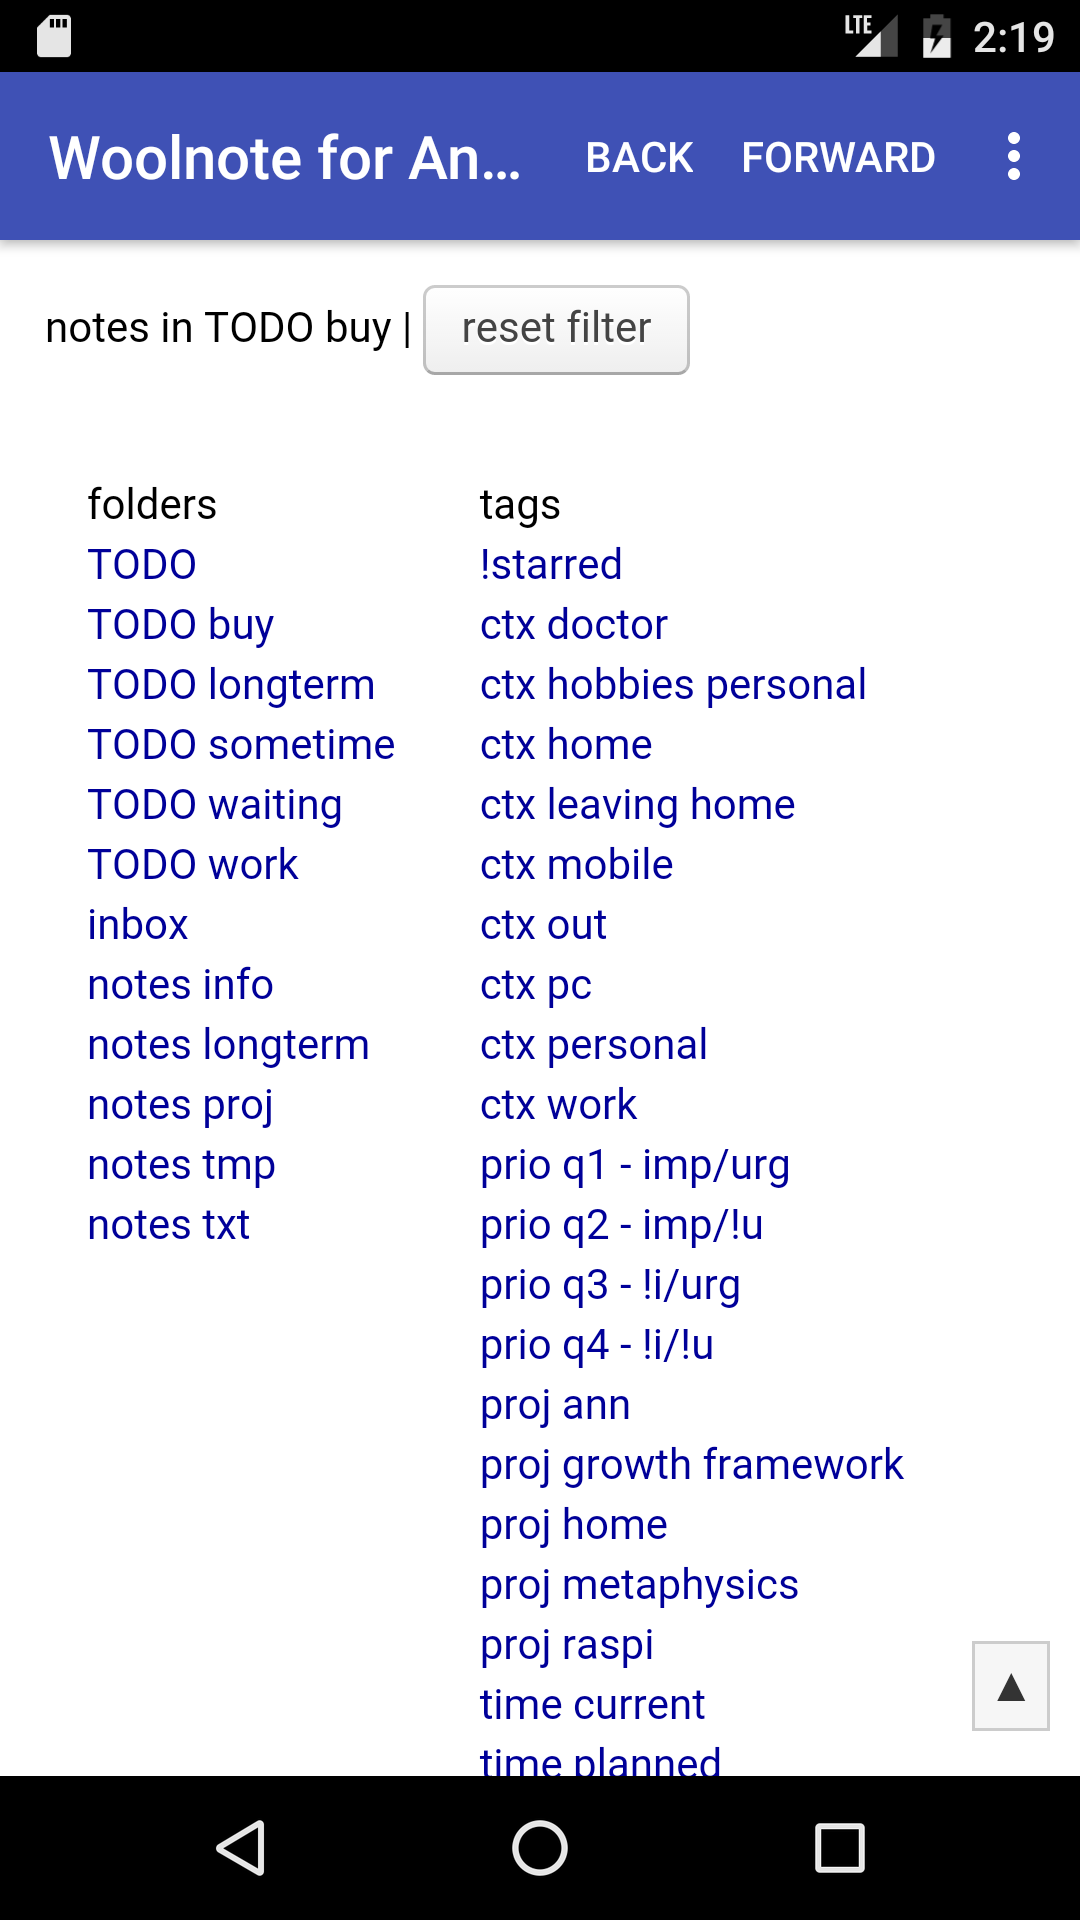 LTE 2:19
Woolnote for An... BACK FORWARD
notes in TODO buy | reset filter
folders
TODO
TODO buy
TODO longterm
TODO sometime
TODO waiting
TODO work
inbox
notes info
notes longterm
notes proj
notes tmp
notes txt
tags
!starred
ctx doctor
ctx hobbies personal
ctx home
ctx leaving home
ctx mobile
ctx out
ctx pc
ctx personal
ctx work
prio q1 - imp/urg
prio q2 - imp/!u
prio q3 - !i/urg
prio q4 - !i/!u
proj ann
proj growth framework
proj home
proj metaphysics
proj raspi
time current
time planned
▲